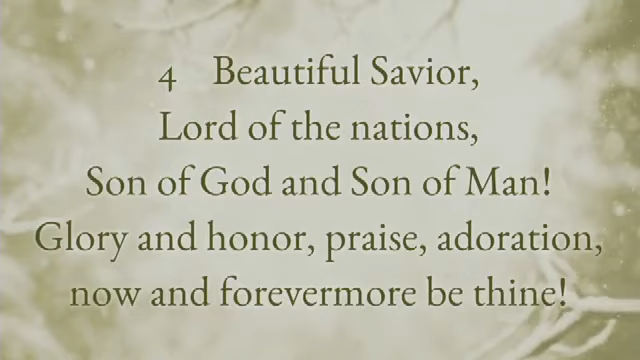 4 Beautiful Savior,
Lord of the nations,
Son of God and Son of Man!
Glory and honor, praise, adoration,
now and forevermore be thine!